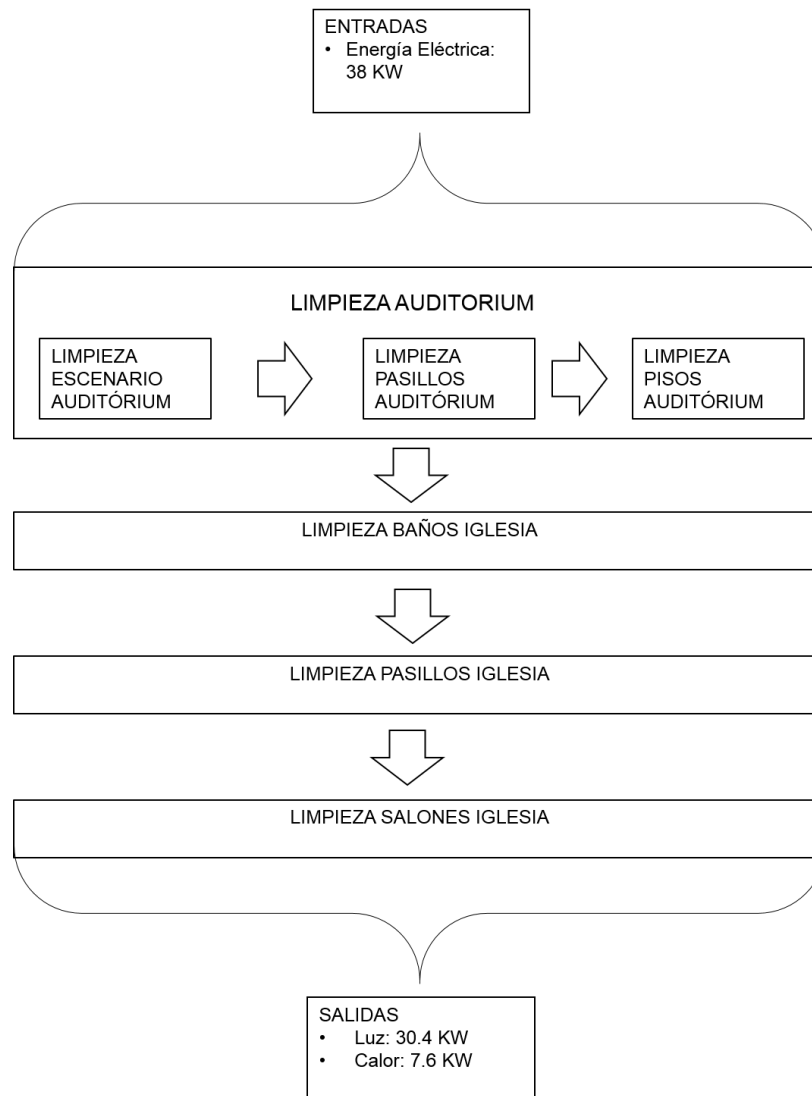 ENTRADAS
• Energía Eléctrica:
38 KW
LIMPIEZA AUDITORIUM
LIMPIEZA
ESCENARIO
AUDITÓRIUM
LIMPIEZA
PASILLOS
AUDITÓRIUM
LIMPIEZA
PISOS
AUDITÓRIUM
LIMPIEZA BAÑOS IGLESIA
LIMPIEZA PASILLOS IGLESIA
LIMPIEZA SALONES IGLESIA
SALIDAS
• Luz: 30.4 KW
• Calor: 7.6 KW